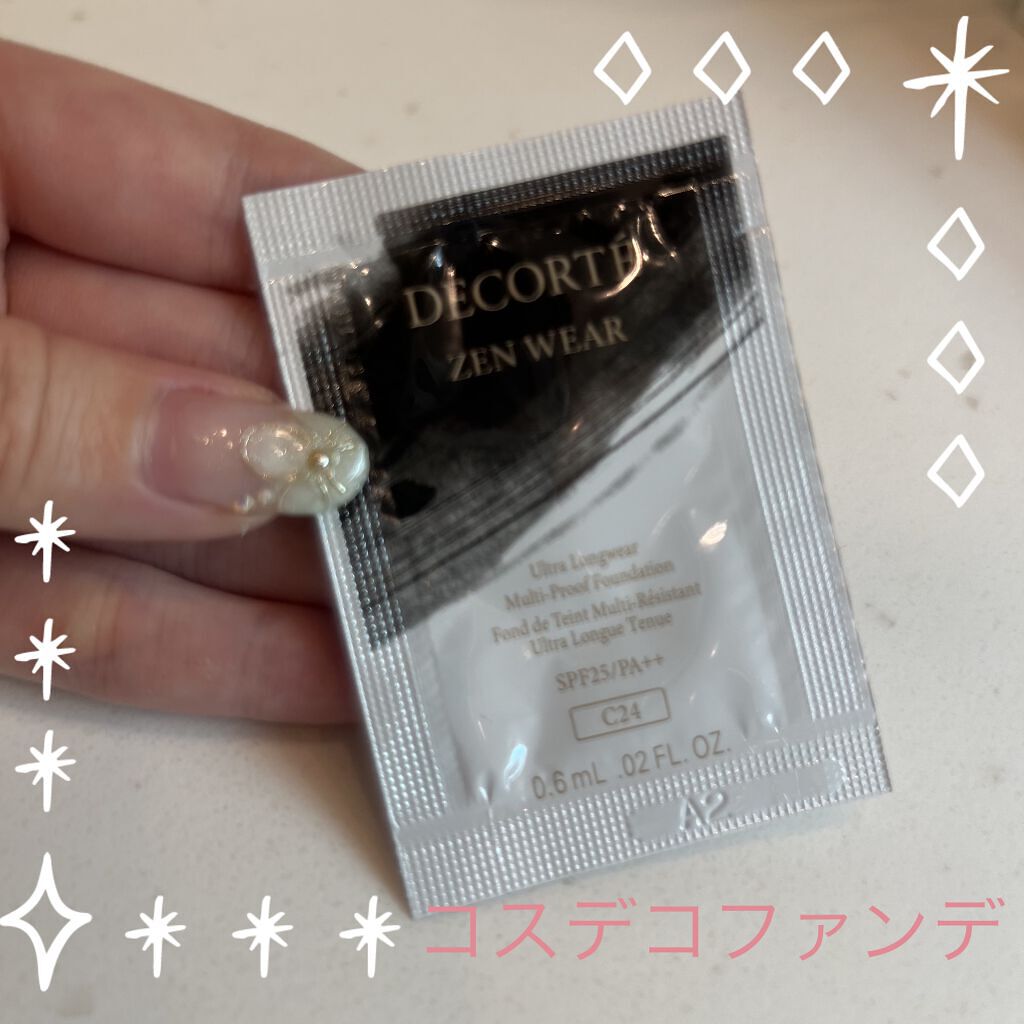 DECORTÉ
ZEN WEAR
Ultra Longwear
Multi-Proof Foundation
Fond de Teint Multi-Résistant
Ultra Longue Tenue
SPF25/PA++
C24
0.6 mL .02 FL. OZ.
A2
コスデコファンデ